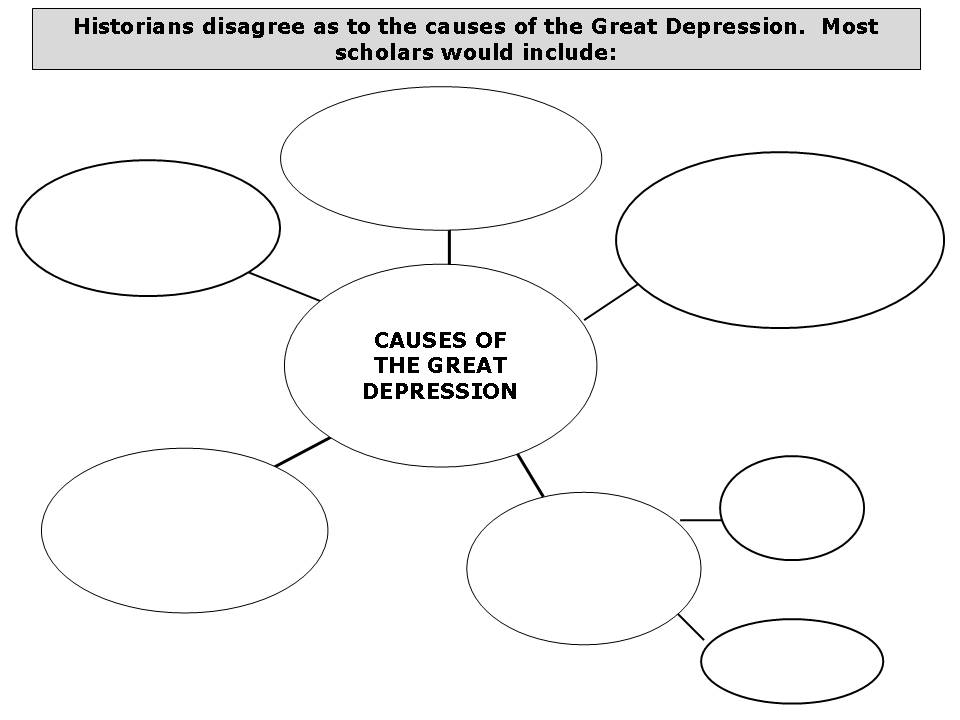 Historians disagree as to the causes of the Great Depression.  Most
scholars would include:
CAUSES OF
THE GREAT
DEPRESSION